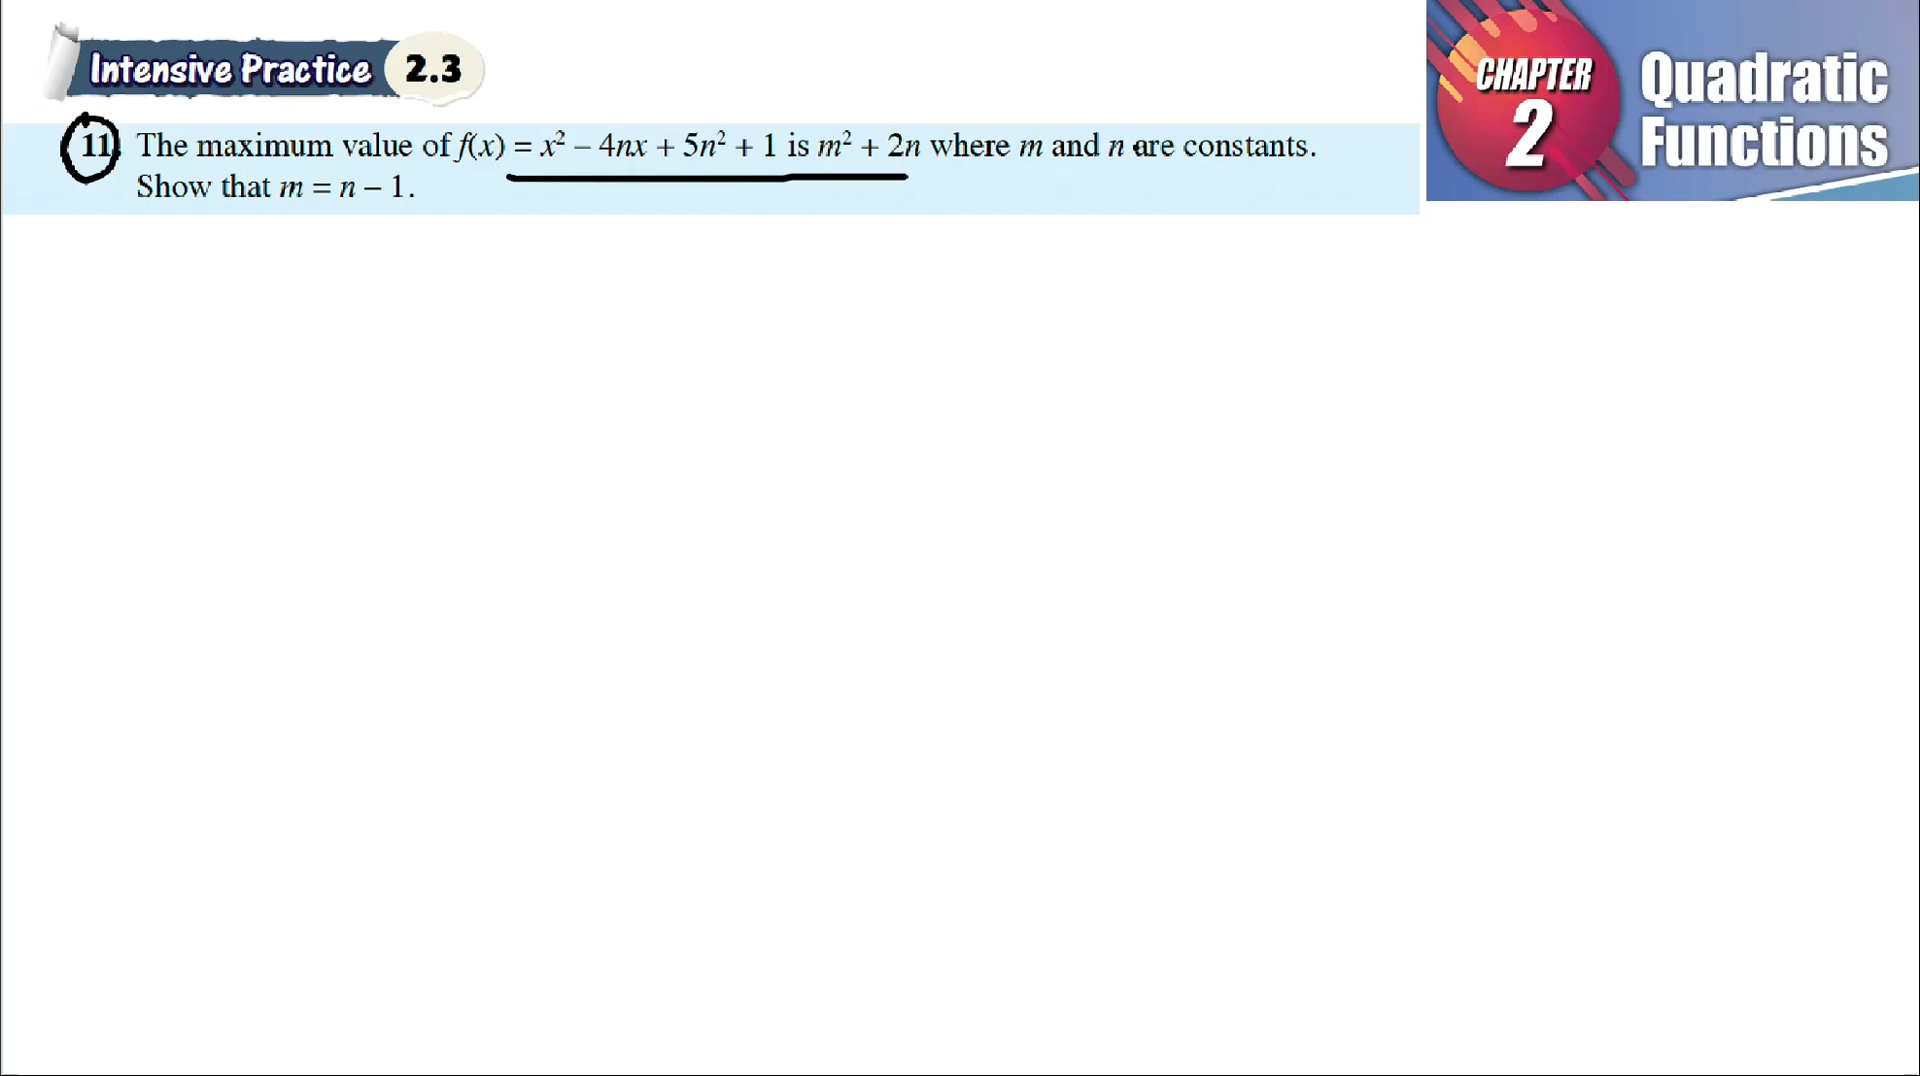 Intensive Practice 2.3
CHAPTER
2
Quadratic
Functions
11. The maximum value of f(x) = x² – 4nx + 5n² + 1 is m² + 2n where m and n are constants.
Show that m = n – 1.